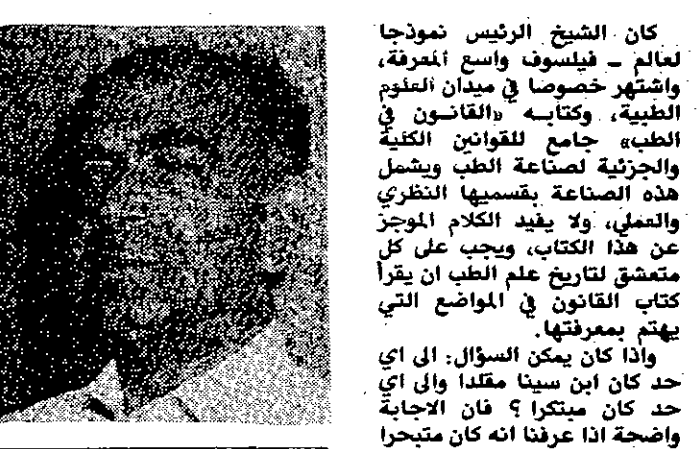 كان الشيخ الرئيس نموذجا
لعالم – فيلسوف واسع المعرفة،
واشتهر خصوصا في ميدان العلوم
الطبية، وكتابــه «القانــون في
الطب» جامع للقوانين الكلية
والجزئية لصناعة الطب ويشمل
هذه الصناعة بقسميها النظري
والعملي، ولا يفيد الكلام الموجز
عن هذا الكتاب، ويجب على كل
متعشق لتاريخ علم الطب ان يقرأ
كتاب القانون في المواضع التي
يهتم بمعرفتها.
واذا كان يمكن السؤال: الى اي
حد كان ابن سينا مقلدا والى اي
حد كان مبتكرا ؟ فان الاجابة
واضحة اذا عرفنا انه كان متبحرا